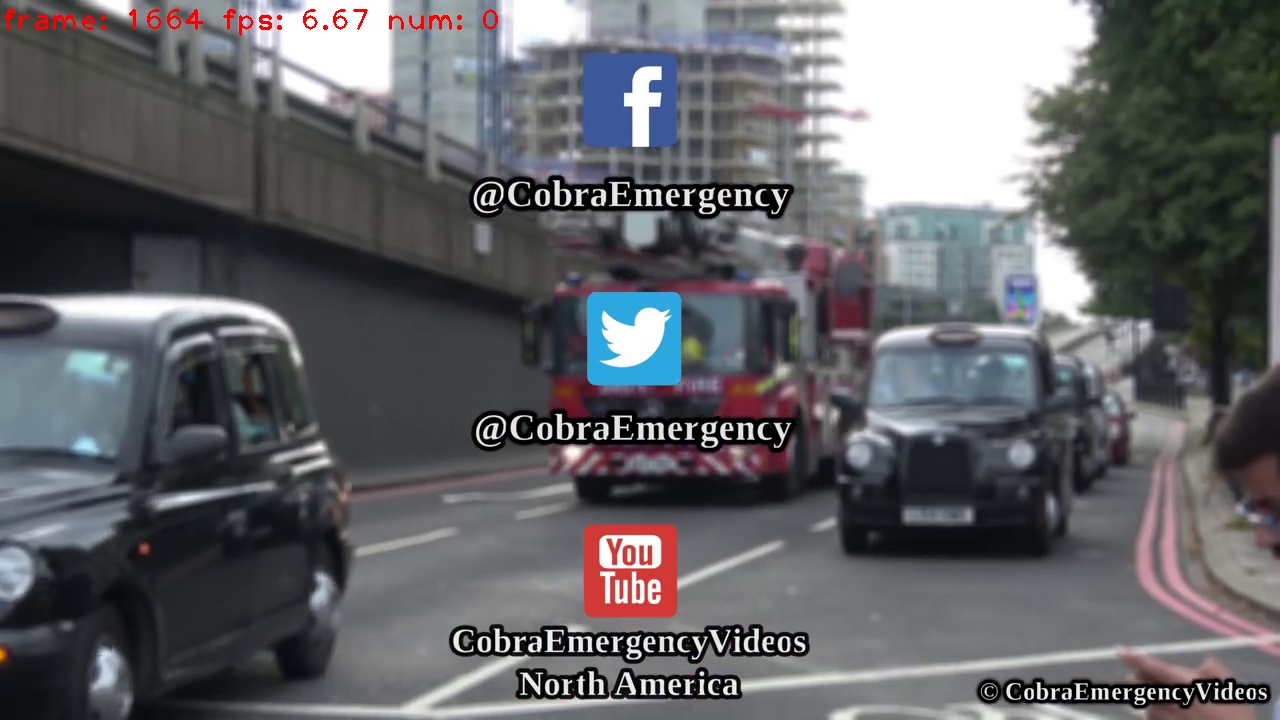 frame: 1664 fps: 6.67 num: 0
f
@CobraEmergency
@CobraEmergency
You
Tube
CobraEmergencyVideos
North America
© CobraEmergencyVideos